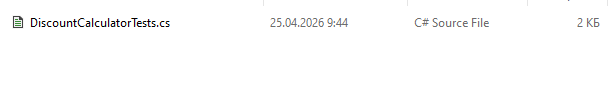 DiscountCalculatorTests.cs 25.04.2026 9:44 C# Source File 2 КБ